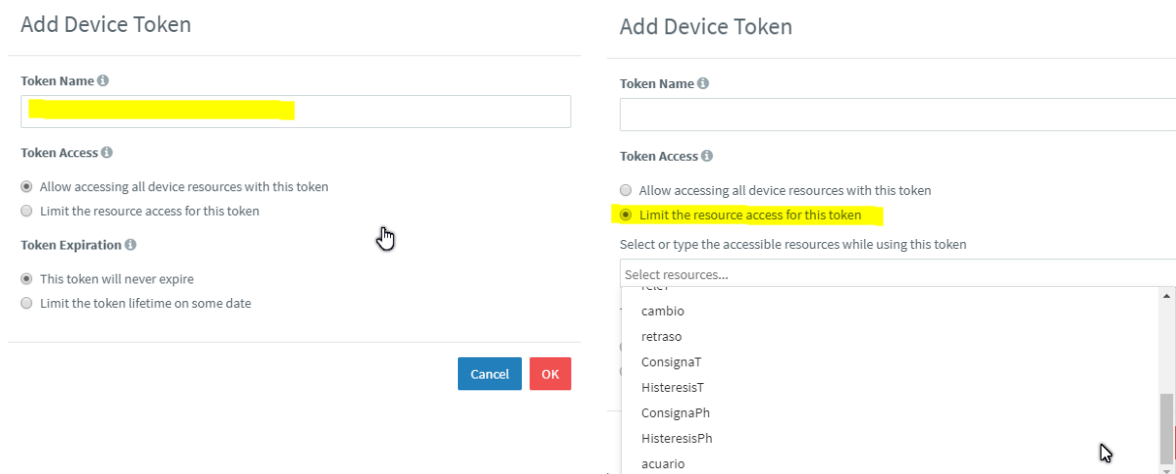 Add Device Token
Token Name
Token Access
Allow accessing all device resources with this token
Limit the resource access for this token
Token Expiration
This token will never expire
Limit the token lifetime on some date
Cancel OK
Add Device Token
Token Name
Token Access
Allow accessing all device resources with this token
Limit the resource access for this token
Select or type the accessible resources while using this token
Select resources...
cambio
retraso
ConsignaT
HisteresisT
ConsignaPh
HisteresisPh
acuario